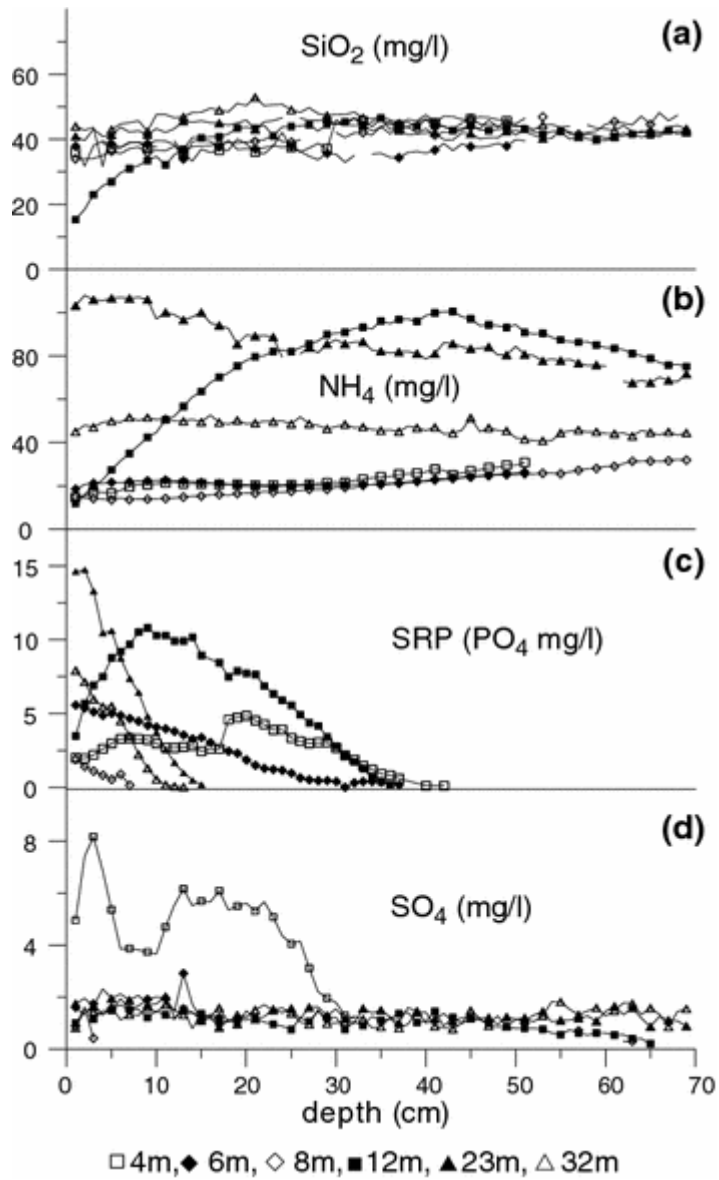 (a)
SiO2 (mg/l)
60
40
20
0
(b)
80
NH4 (mg/l)
40
0
(c)
15
SRP (PO4 mg/l)
10
5
0
(d)
8
SO4 (mg/l)
4
0
0 10 20 30 40 50 60 70
depth (cm)
□4m,◆ 6m, ◇ 8m,■12m, ▲23m, △ 32m